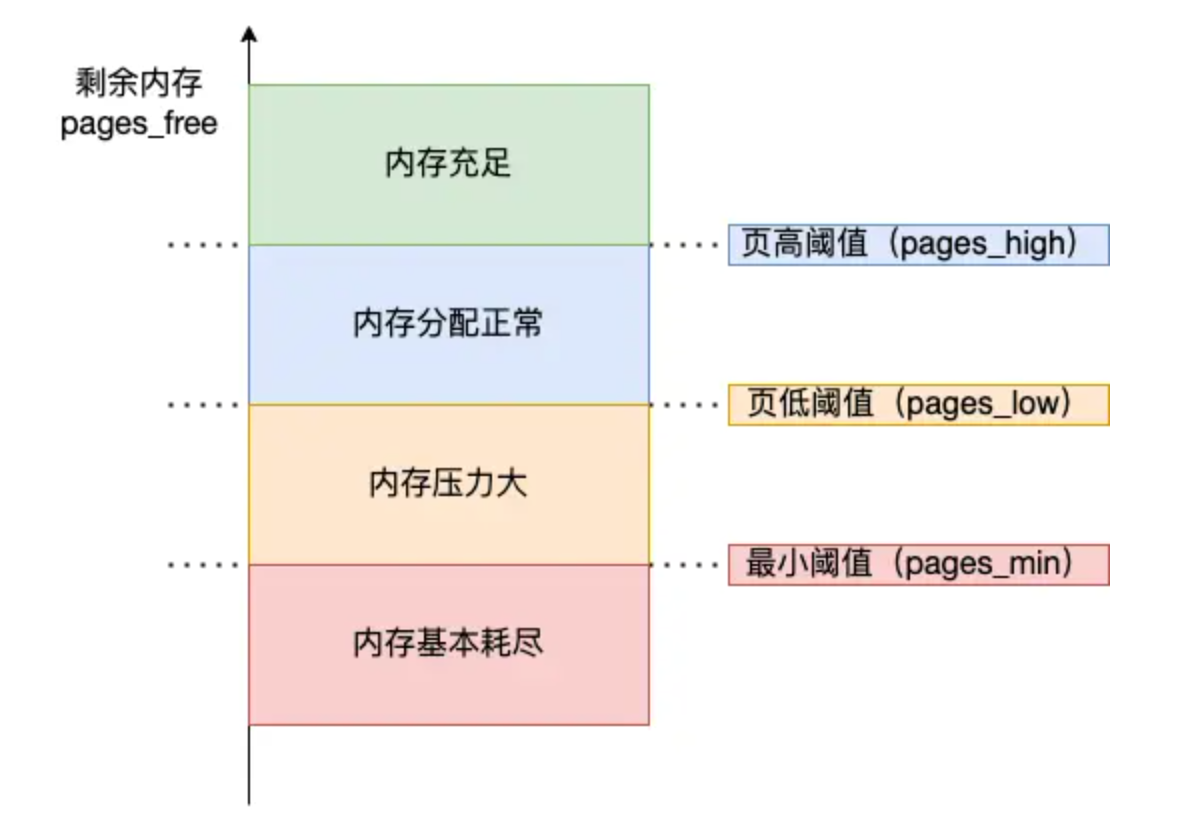 剩余内存
pages_free
内存充足
页高阈值（pages_high）
内存分配正常
页低阈值（pages_low）
内存压力大
最小阈值（pages_min）
内存基本耗尽